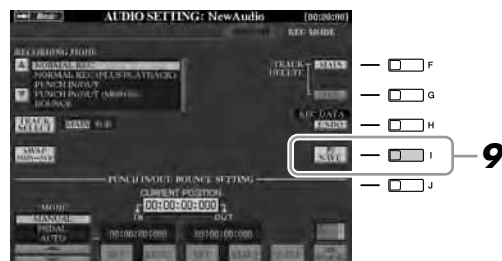 Main AUDIO SETTING: NewAudio [00:00:00]
REC MODE
RECORDING MODE
NORMAL REC
NORMAL REC (PLUS PLAYBACK)
PUNCH IN/OUT
PUNCH IN/OUT
BOUNCE
TRACK DELETE MAIN F
G
REC DATA
TRACK SELECT MAIN
UNDO H
SWAP
SAVE I 9
J
PUNCH IN/OUT BOUNCE SETTING
CURRENT POSITION
00:00:00:000
IN OUT
MODE
MANUAL
PEDAL
AUTO
00:00:00:000 00:00:00:000